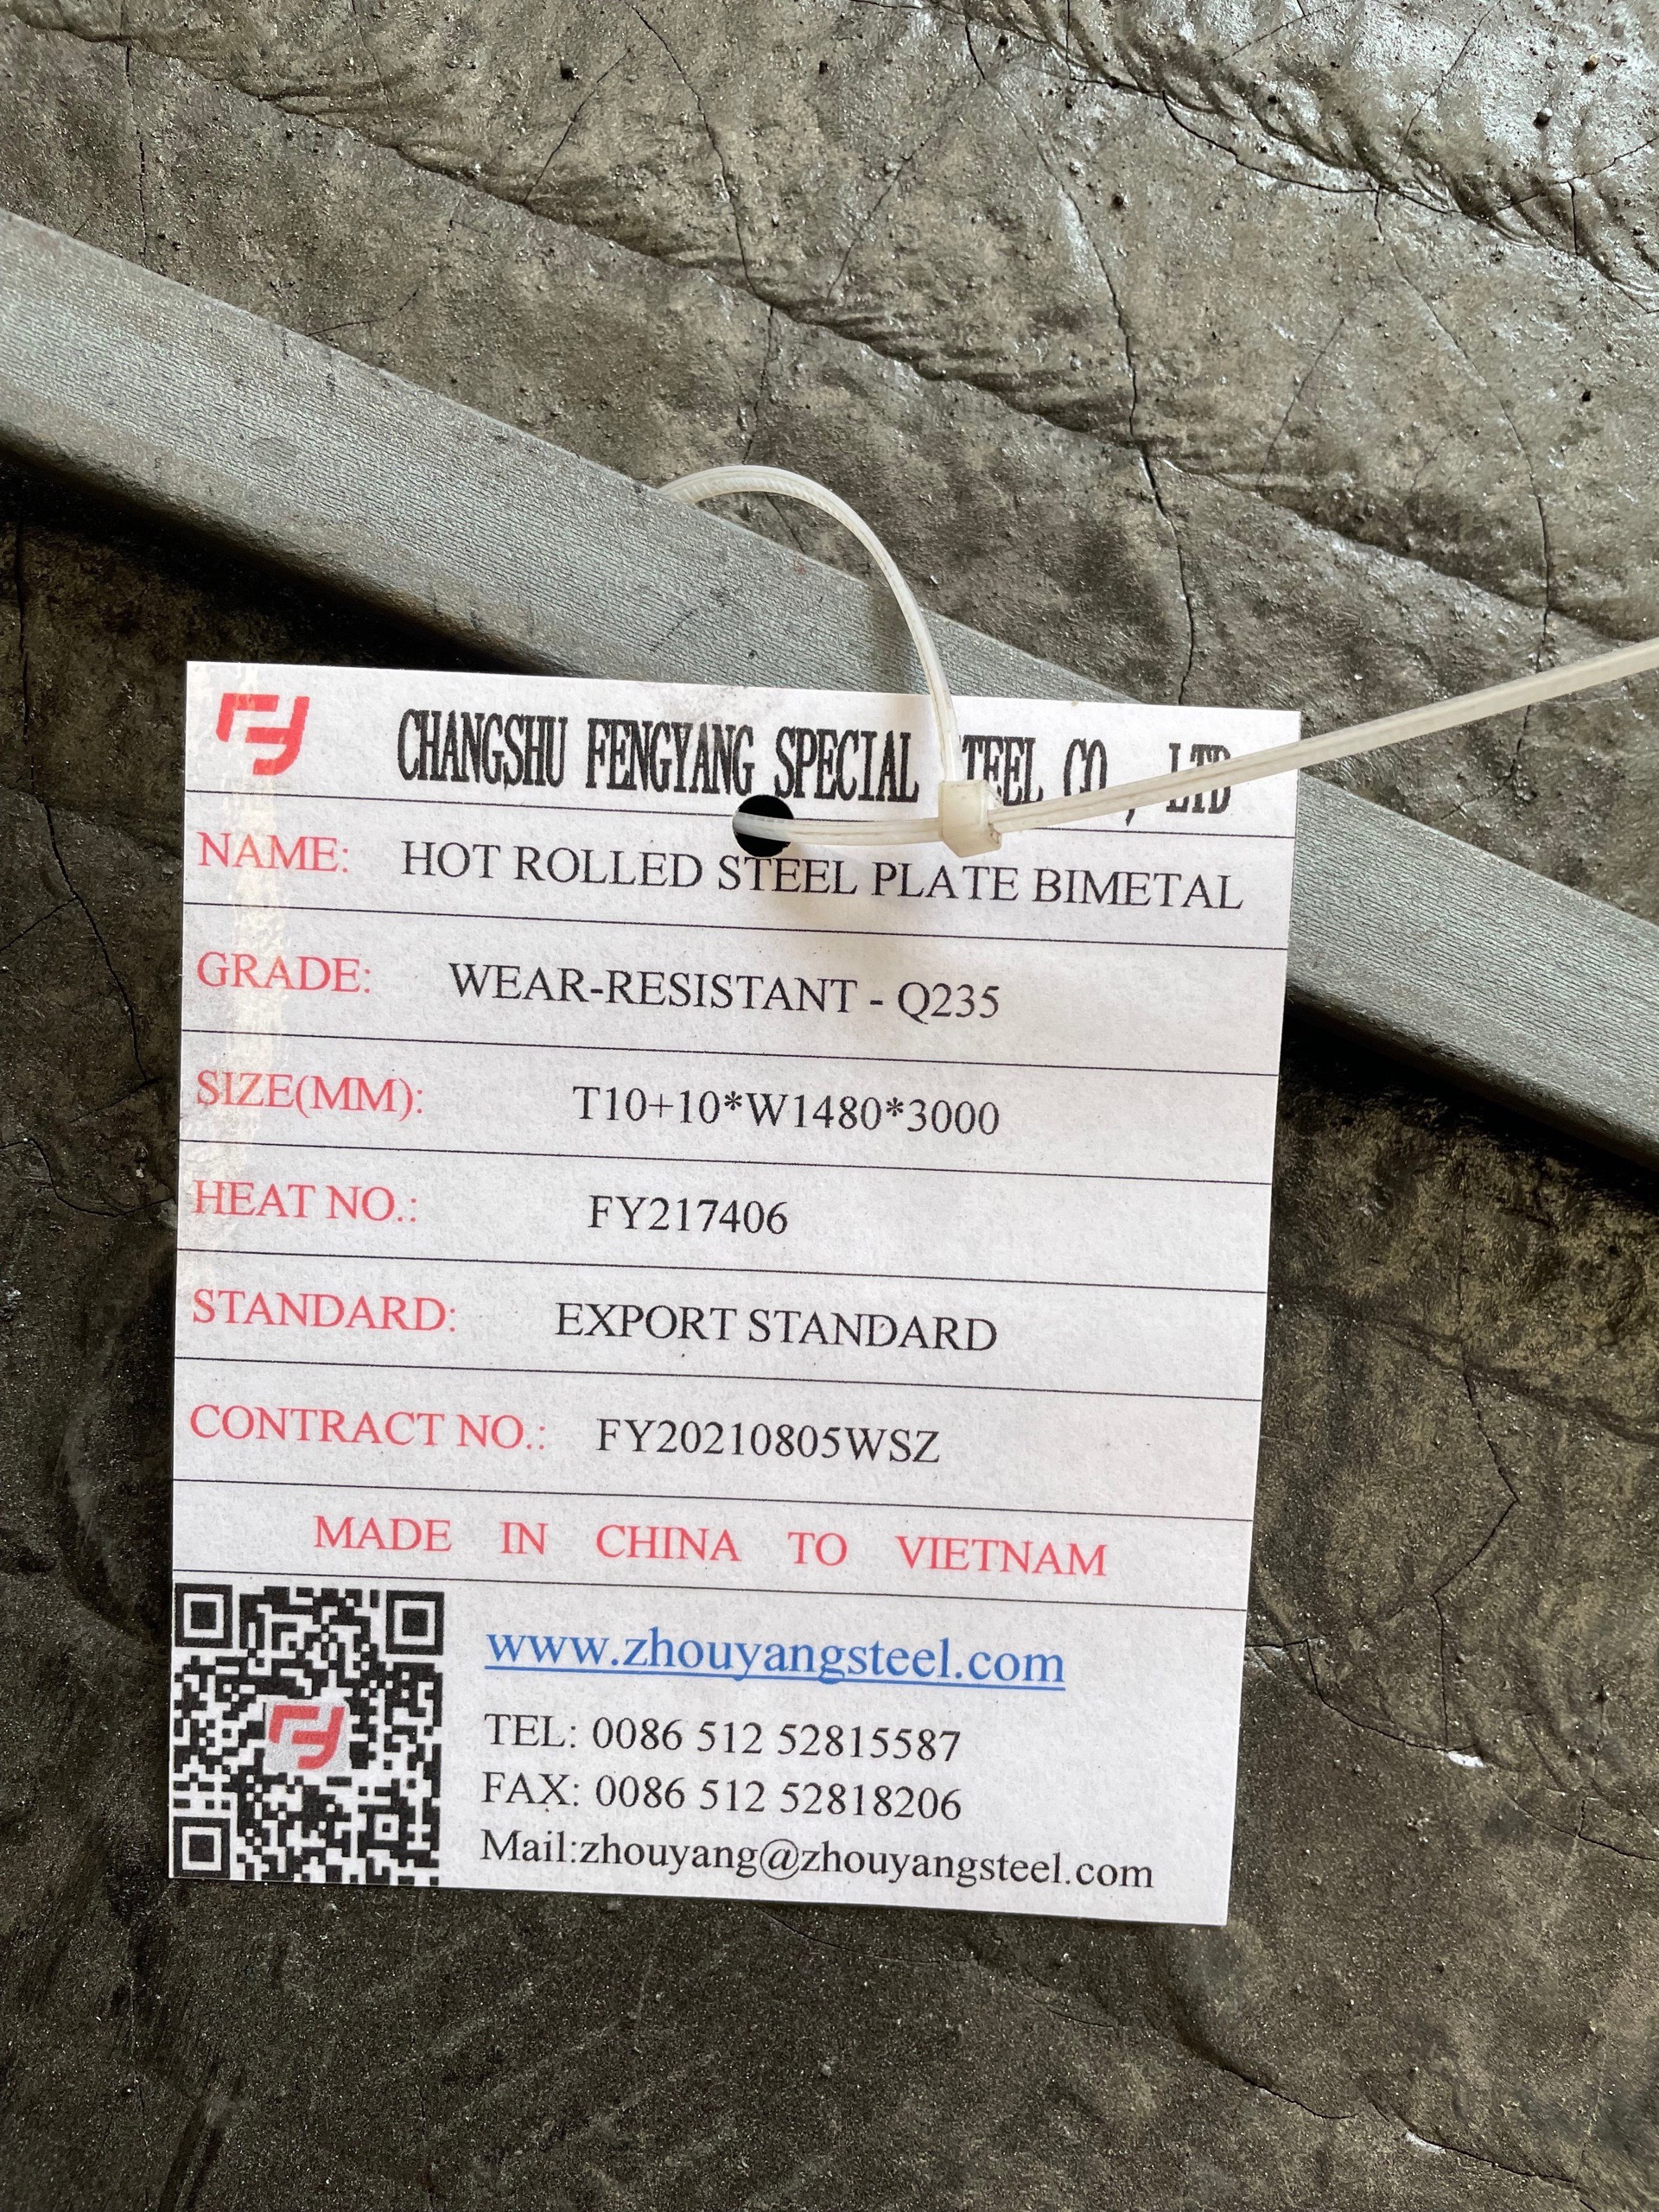 CHANGSHU FENGYANG SPECIAL STEEL CO., LTD
NAME: HOT ROLLED STEEL PLATE BIMETAL
GRADE: WEAR-RESISTANT - Q235
SIZE(MM): T10+10*W1480*3000
HEAT NO.: FY217406
STANDARD: EXPORT STANDARD
CONTRACT NO.: FY20210805WSZ
MADE IN CHINA TO VIETNAM
www.zhouyangsteel.com
TEL: 0086 512 52815587
FAX: 0086 512 52818206
Mail:zhouyang@zhouyangsteel.com